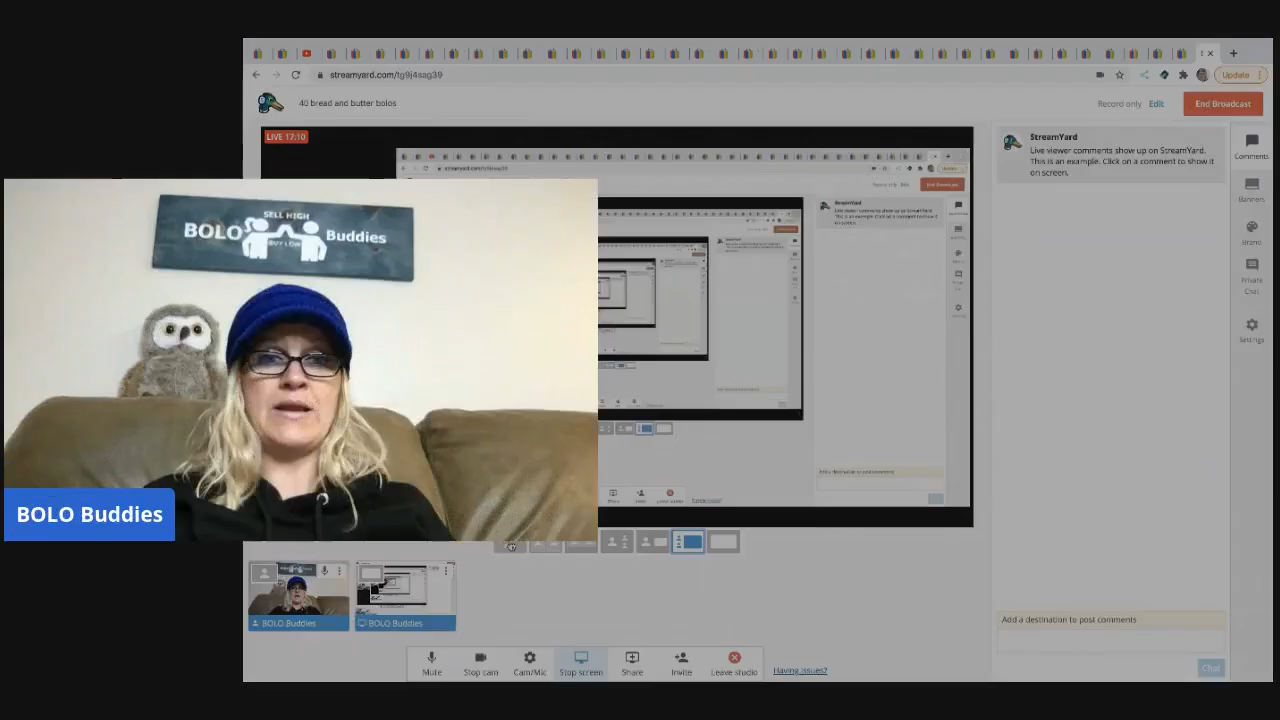 streamyard.com/tg9j4sag39
Update
40 bread and butter bolos
Record only
Edit
End Broadcast
LIVE 17:10
StreamYard
Live viewer comments show up on StreamYard.
This is an example. Click on a comment to show it
on screen.
Comments
Banners
Brand
Private
Chat
Settings
SELL HIGH
BOLO
Buddies
BUY LOW
BOLO Buddies
BOLO Buddies
BOLO Buddies
Add a destination to post comments
Chat
Mute
Stop cam
Cam/Mic
Stop screen
Share
Invite
Leave studio
Having issues?